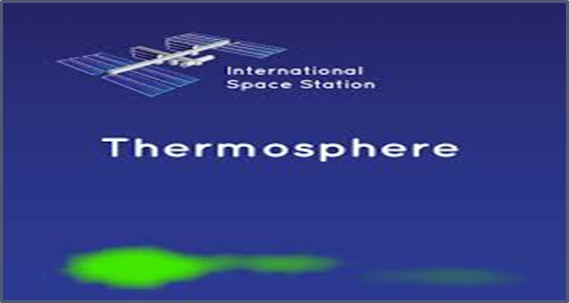 International
Space Station
Thermosphere